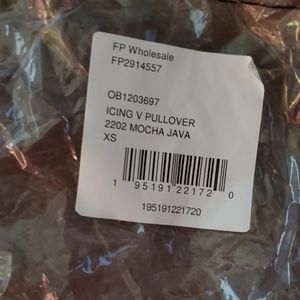 FP Wholesale
FP2914557
OB1203697
ICING V PULLOVER
2202 MOCHA JAVA
XS
1 95191 22172 0
195191221720